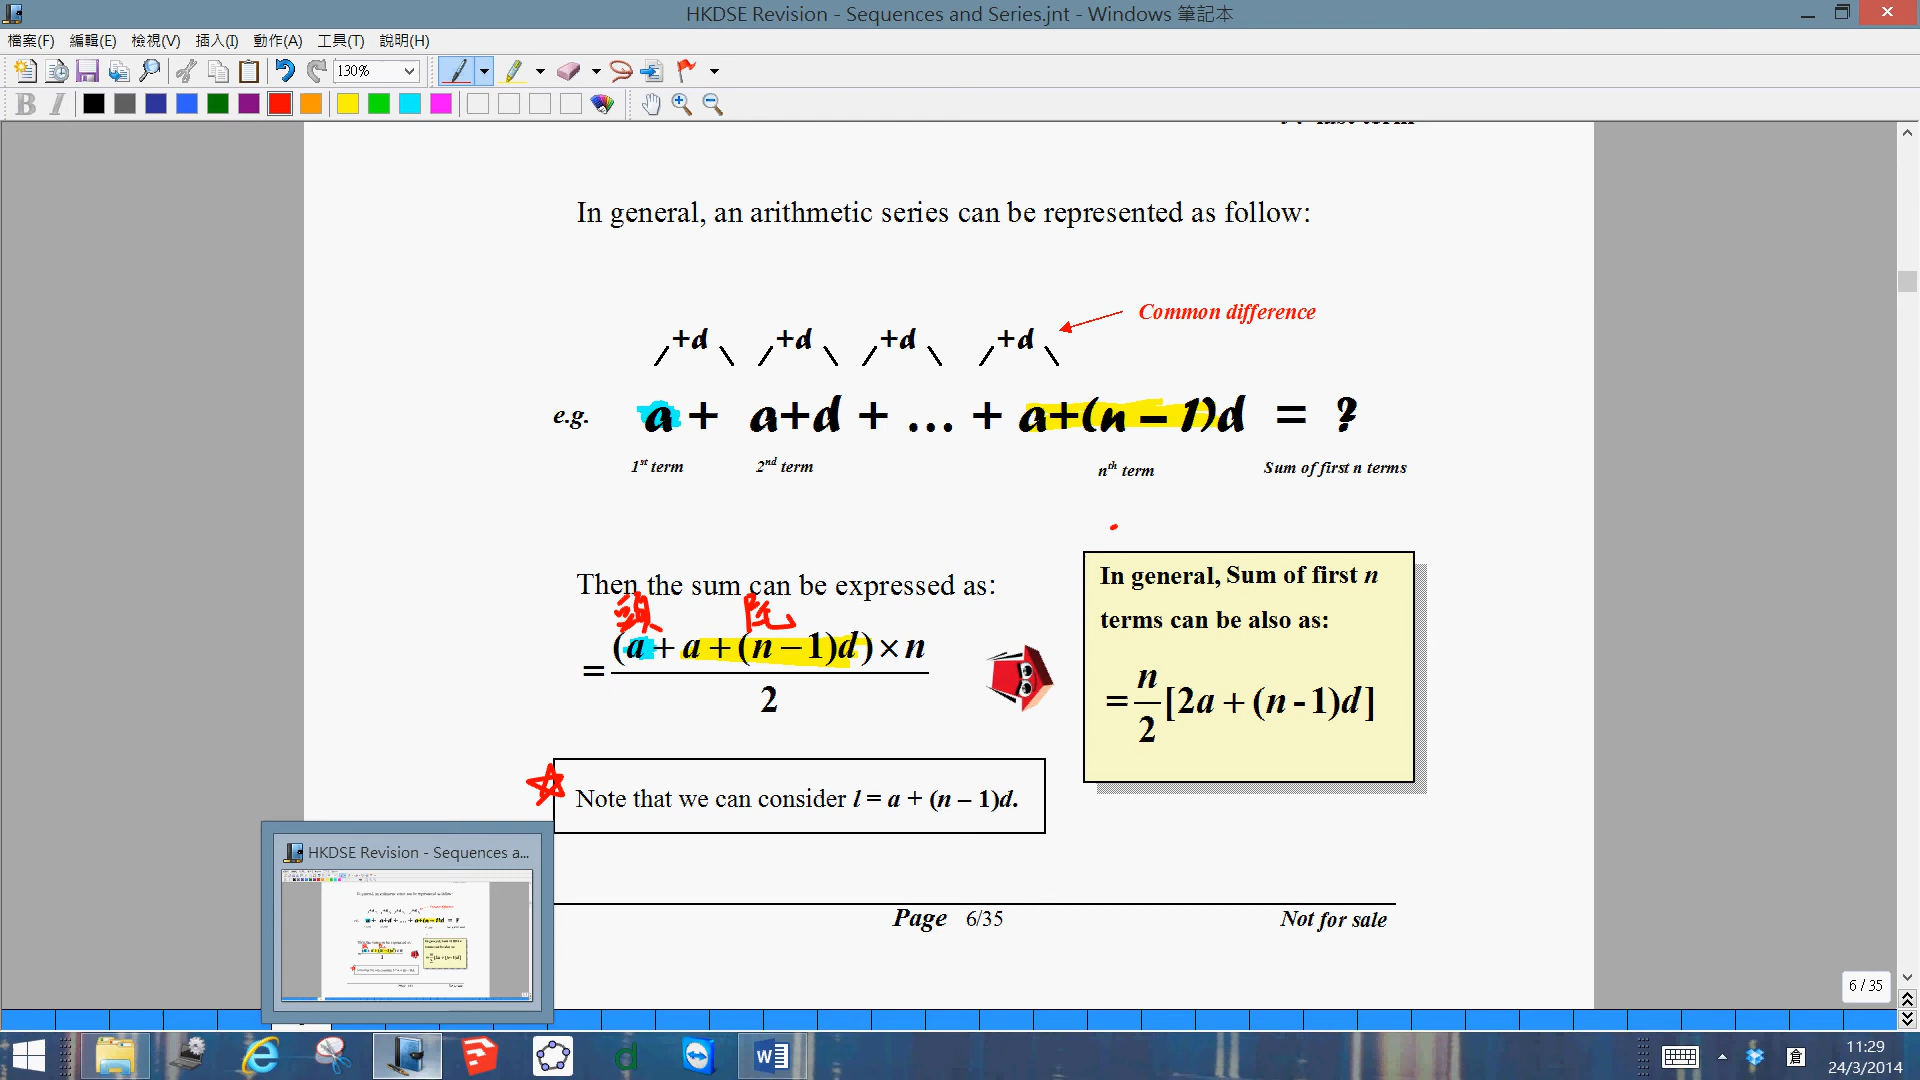 HKDSE Revision - Sequences and Series.jnt - Windows 筆記本
檔案(F) 編輯(E) 檢視(V) 插入(I) 動作(A) 工具(T) 說明(H)
130%
B I
In general, an arithmetic series can be represented as follow:
Common difference
+d +d +d +d
e.g. a + a+d + … + a+(n – 1)d = ?
1st term 2nd term nth term Sum of first n terms
Then the sum can be expressed as:
頭
= (a + a + (n − 1)d) × n
2
In general, Sum of first n
terms can be also as:
= n/2 [2a + (n - 1)d]
Note that we can consider l = a + (n – 1)d.
HKDSE Revision - Sequences a...
Page 6/35
Not for sale
6 / 35
11:29
24/3/2014